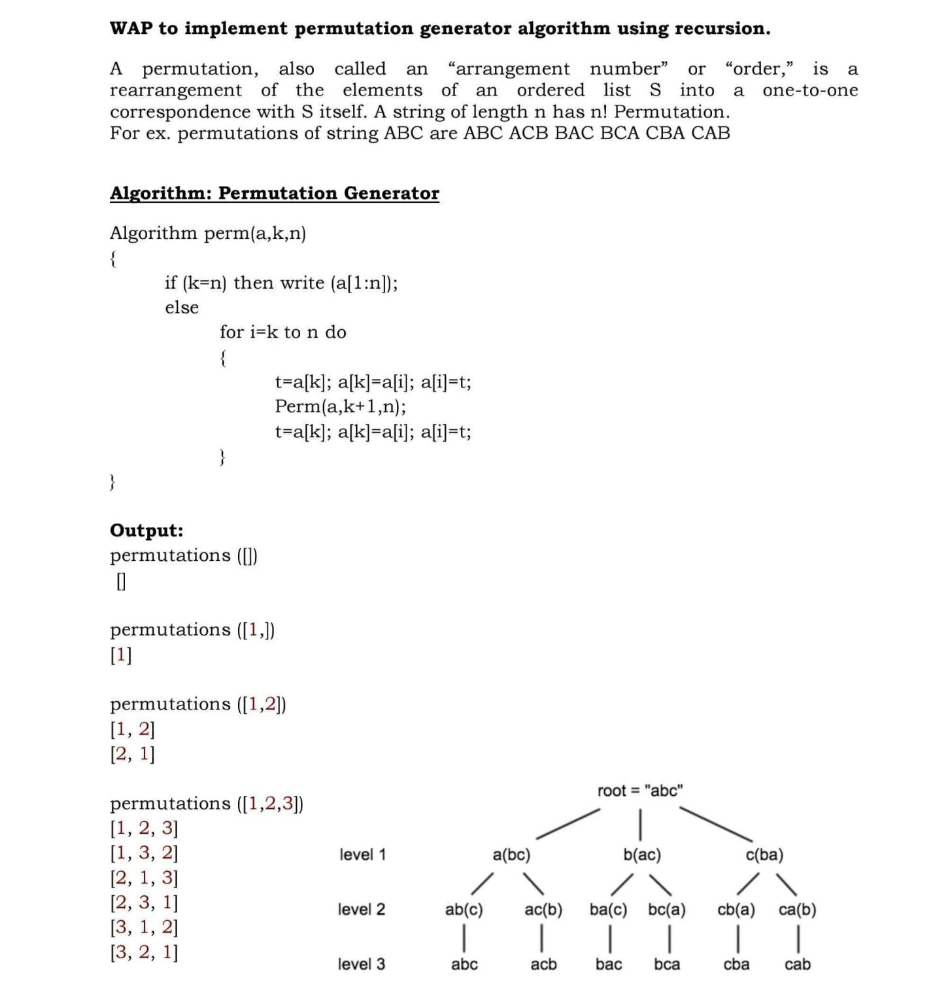 WAP to implement permutation generator algorithm using recursion.
A permutation, also called an “arrangement number” or “order,” is a
rearrangement of the elements of an ordered list S into a one-to-one
correspondence with S itself. A string of length n has n! Permutation.
For ex. permutations of string ABC are ABC ACB BAC BCA CBA CAB
Algorithm: Permutation Generator
Algorithm perm(a,k,n)
{
if (k=n) then write (a[1:n]);
else
for i=k to n do
{
t=a[k]; a[k]=a[i]; a[i]=t;
Perm(a,k+1,n);
t=a[k]; a[k]=a[i]; a[i]=t;
}
}
Output:
permutations ([])
[]
permutations ([1,])
[1]
permutations ([1,2])
[1, 2]
[2, 1]
permutations ([1,2,3])
[1, 2, 3]
[1, 3, 2]
[2, 1, 3]
[2, 3, 1]
[3, 1, 2]
[3, 2, 1]
root = "abc"
level 1 a(bc) b(ac) c(ba)
level 2 ab(c) ac(b) ba(c) bc(a) cb(a) ca(b)
level 3 abc acb bac bca cba cab